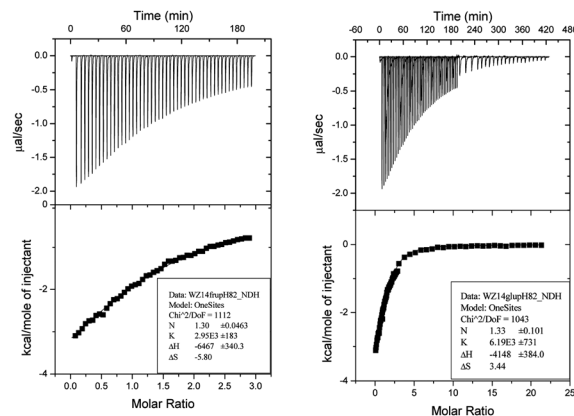 Time (min)
0 60 120 180
0.0
-0.5
-1.0
-1.5
-2.0
µal/sec
0
-2
-4
kcal/mole of injectant
Data: WZ14frupH82_NDH
Model: OneSites
Chi^2/DoF = 1112
N 1.30 ±0.0463
K 2.95E3 ±183
ΔH -6467 ±340.3
ΔS -5.80
0.0 0.5 1.0 1.5 2.0 2.5 3.0
Molar Ratio
Time (min)
-60 0 60 120 180 240 300 360 420 480
0.0
-0.5
-1.0
-1.5
-2.0
µal/sec
0
-2
-4
kcal/mole of injectant
Data: WZ14glupH82_NDH
Model: OneSites
Chi^2/DoF = 1043
N 1.33 ±0.101
K 6.19E3 ±731
ΔH -4148 ±384.0
ΔS 3.44
0 5 10 15 20 25
Molar Ratio